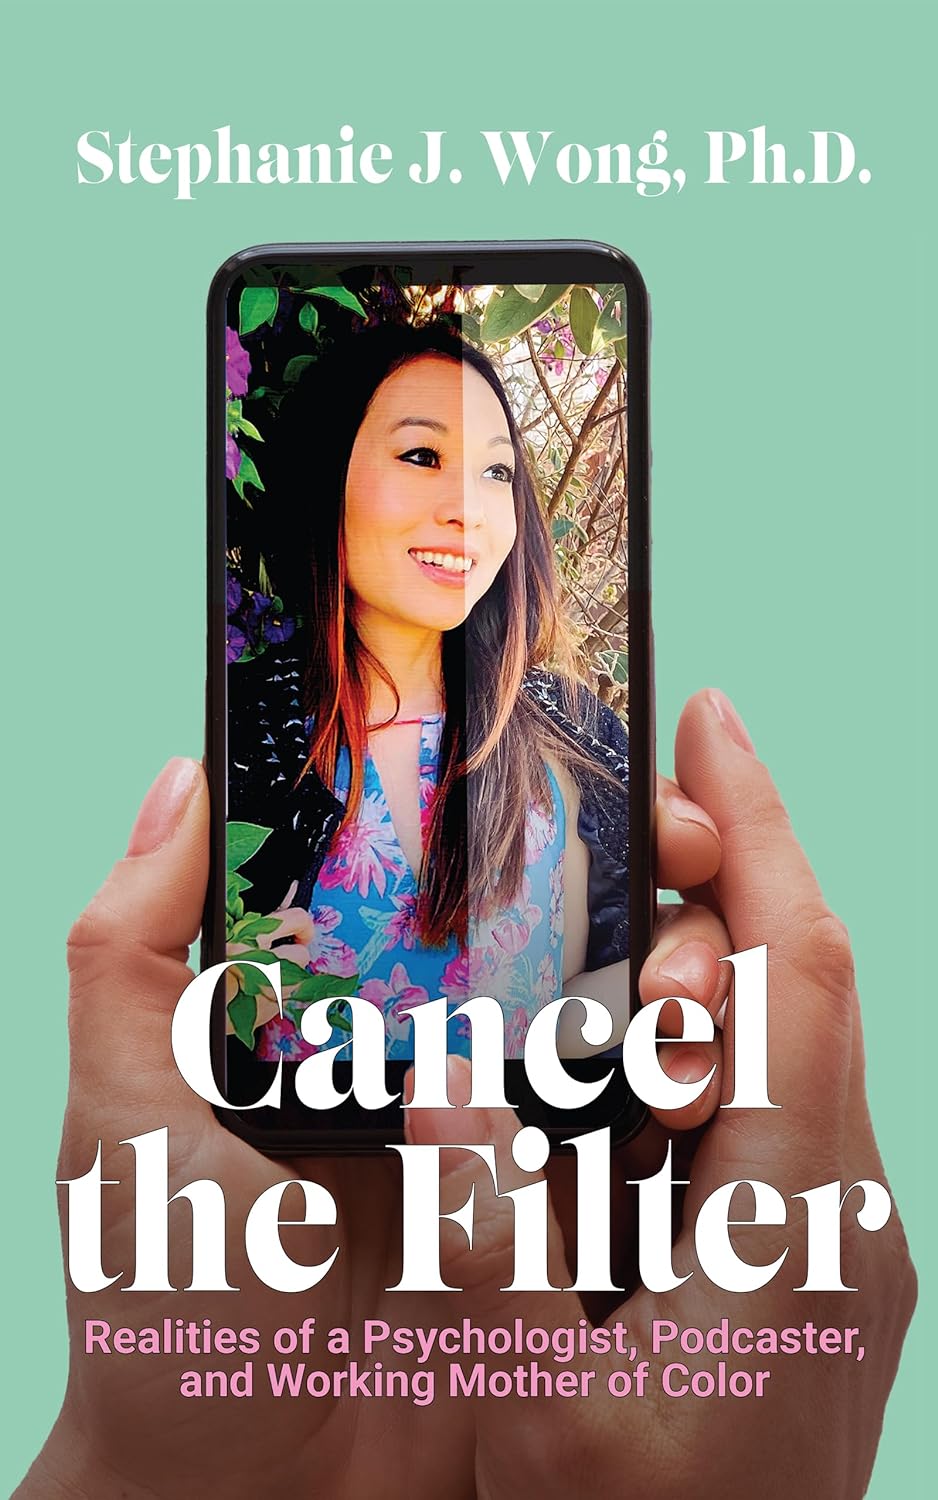 Stephanie J. Wong, Ph.D.
Cancel
the Filter
Realities of a Psychologist, Podcaster,
and Working Mother of Color